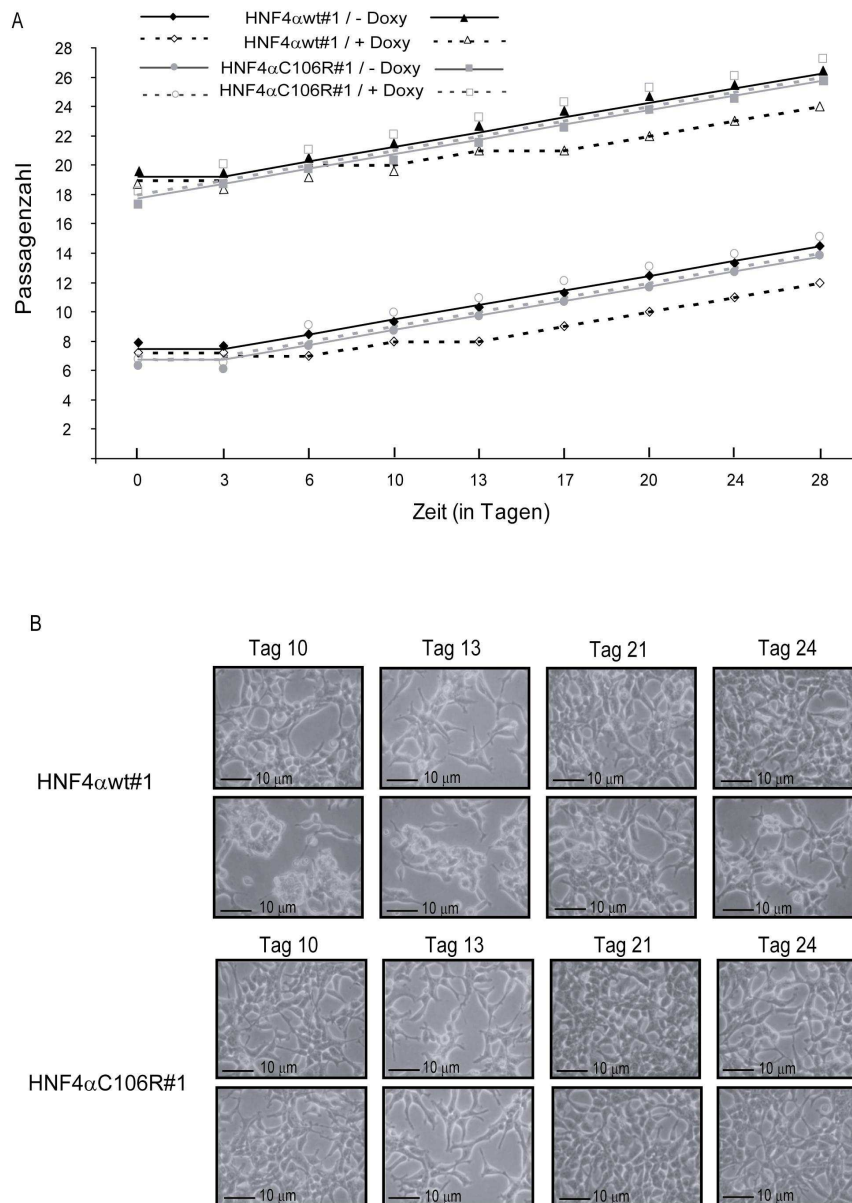 A
HNF4αwt#1 / - Doxy
HNF4αwt#1 / + Doxy
HNF4αC106R#1 / - Doxy
HNF4αC106R#1 / + Doxy
28
26
24
22
20
18
16
14
12
10
8
6
4
2
Passagenzahl
0 3 6 10 13 17 20 24 28
Zeit (in Tagen)
B
Tag 10 Tag 13 Tag 21 Tag 24
10 μm 10 μm 10 μm 10 μm
HNF4αwt#1
10 μm 10 μm 10 μm 10 μm
Tag 10 Tag 13 Tag 21 Tag 24
10 μm 10 μm 10 μm 10 μm
HNF4αC106R#1
10 μm 10 μm 10 μm 10 μm